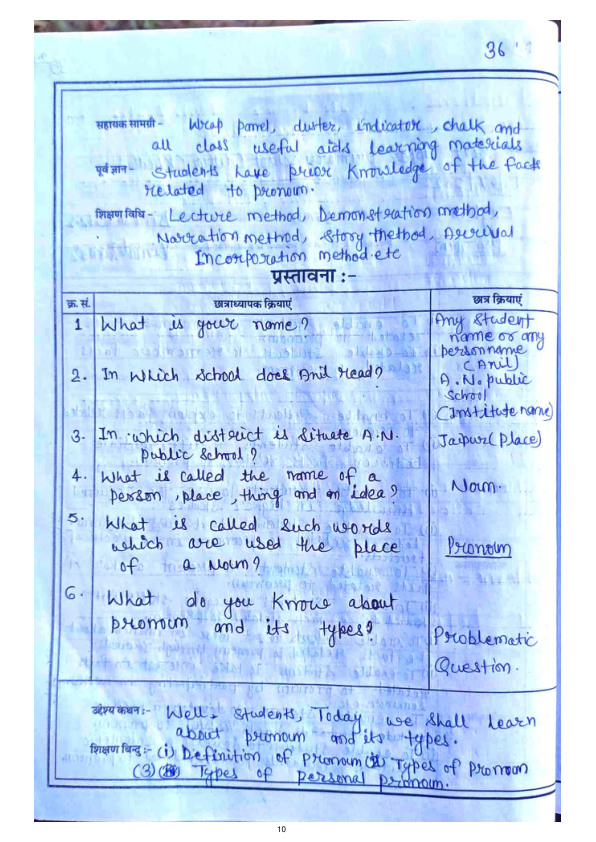 36
सहायक सामग्री- Wrap panel, duster, indicator, chalk and
all class useful aids learning materials
पूर्व ज्ञान- Students have prior knowledge of the facts
related to pronoun.
शिक्षण विधि- Lecture method, Demonstration method,
Narration method, Story method,
Incorporation method.etc
प्रस्तावना :-
क्र. सं. छात्राध्यापक क्रियाएं छात्र क्रियाएं
1 What is your name? Any student
name or any
person name
(Anil)
2. In which school does Anil read? A.N. public
school
(Institute name)
3. In which district is situate A.N. Jaipur (place)
public School?
4. What is called the name of a Noun.
person, place, thing and an idea?
5. What is called such words
which are used the place Pronoun
of a Noun?
6. What do you know about
pronoun and its types? Problematic
Question.
उद्देश्य कथन :- Well, students, Today we shall learn
about pronoun and its types.
शिक्षण बिन्दु :- (i) Definition of pronoun (2) Types of pronoun
(3) Types of personal pronoun.
10